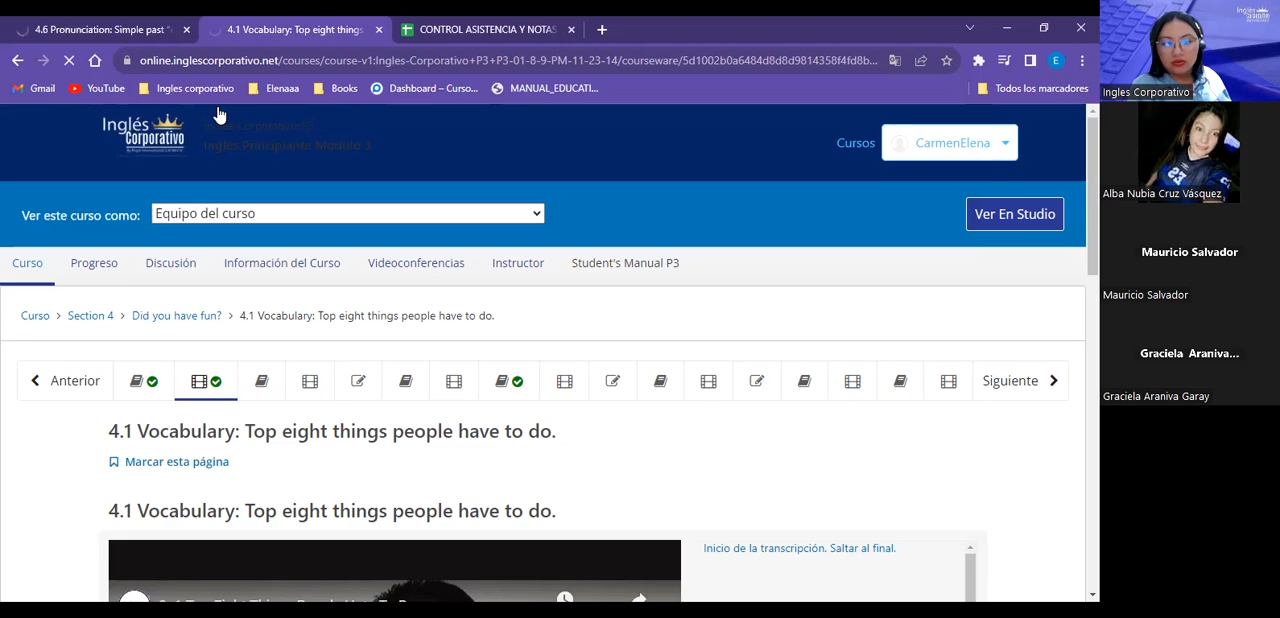 4.6 Pronunciation: Simple past "
4.1 Vocabulary: Top eight things
CONTROL ASISTENCIA Y NOTAS
online.inglescorporativo.net/courses/course-v1:Ingles-Corporativo+P3+P3-01-8-9-PM-11-23-14/courseware/5d1002b0a6484d8d8d9814358f4fd8b...
E
Gmail
YouTube
Ingles corporativo
Elenaaa
Books
Dashboard – Curso...
MANUAL_EDUCATI...
Todos los marcadores
Inglés
Corporativo
Inglés Principiante Modulo 3
Cursos
CarmenElena
Ver este curso como:
Equipo del curso
Ver En Studio
Curso
Progreso
Discusión
Información del Curso
Videoconferencias
Instructor
Student's Manual P3
Curso > Section 4 > Did you have fun? > 4.1 Vocabulary: Top eight things people have to do.
Anterior
Siguiente
4.1 Vocabulary: Top eight things people have to do.
Marcar esta página
4.1 Vocabulary: Top eight things people have to do.
Inicio de la transcripción. Saltar al final.
Ingles Corporativo
Alba Nubia Cruz Vásquez
Mauricio Salvador
Mauricio Salvador
Graciela Araniva...
Graciela Araniva Garay